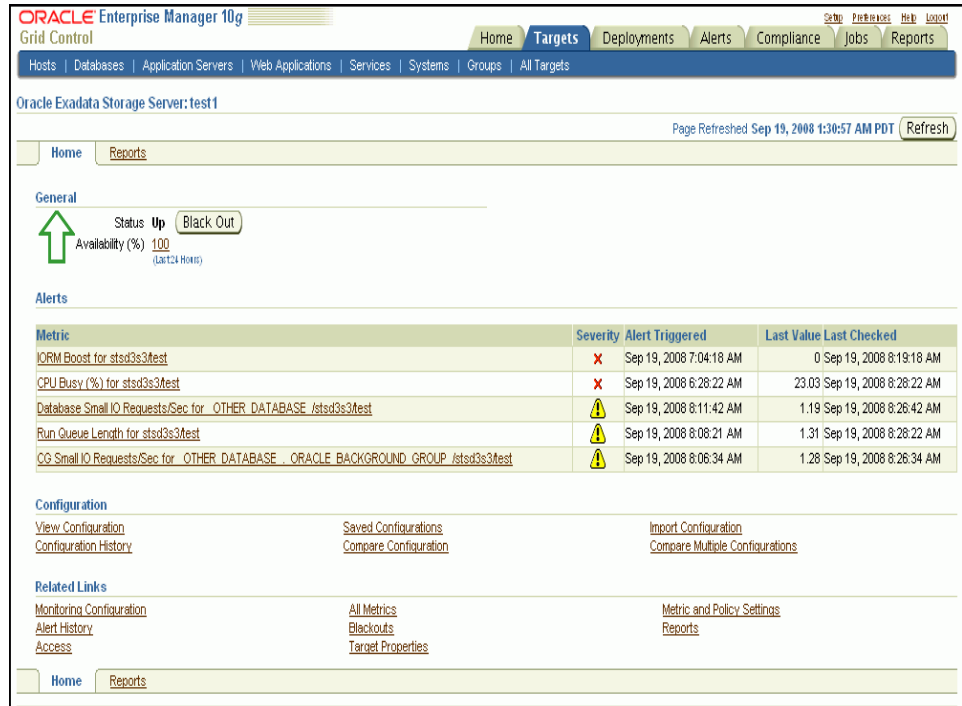 ORACLE Enterprise Manager 10g
Grid Control
Setup Preferences Help Logout
Home Targets Deployments Alerts Compliance Jobs Reports
Hosts | Databases | Application Servers | Web Applications | Services | Systems | Groups | All Targets
Oracle Exadata Storage Server: test1
Page Refreshed Sep 19, 2008 1:30:57 AM PDT Refresh
Home Reports
General
Status Up Black Out
Availability (%) 100
(Last 24 Hours)
Alerts
Metric Severity Alert Triggered Last Value Last Checked
IORM Boost for stsd3s3/test Sep 19, 2008 7:04:18 AM 0 Sep 19, 2008 8:19:18 AM
CPU Busy (%) for stsd3s3/test Sep 19, 2008 6:28:22 AM 23.03 Sep 19, 2008 8:28:22 AM
Database Small IO Requests/Sec for _OTHER_DATABASE_/stsd3s3/test Sep 19, 2008 8:11:42 AM 1.19 Sep 19, 2008 8:26:42 AM
Run Queue Length for stsd3s3/test Sep 19, 2008 8:08:21 AM 1.31 Sep 19, 2008 8:28:22 AM
CG Small IO Requests/Sec for _OTHER_DATABASE_._ORACLE_BACKGROUND_GROUP_/stsd3s3/test Sep 19, 2008 8:06:34 AM 1.28 Sep 19, 2008 8:26:34 AM
Configuration
View Configuration Saved Configurations Import Configuration
Configuration History Compare Configuration Compare Multiple Configurations
Related Links
Monitoring Configuration All Metrics Metric and Policy Settings
Alert History Blackouts Reports
Access Target Properties
Home Reports